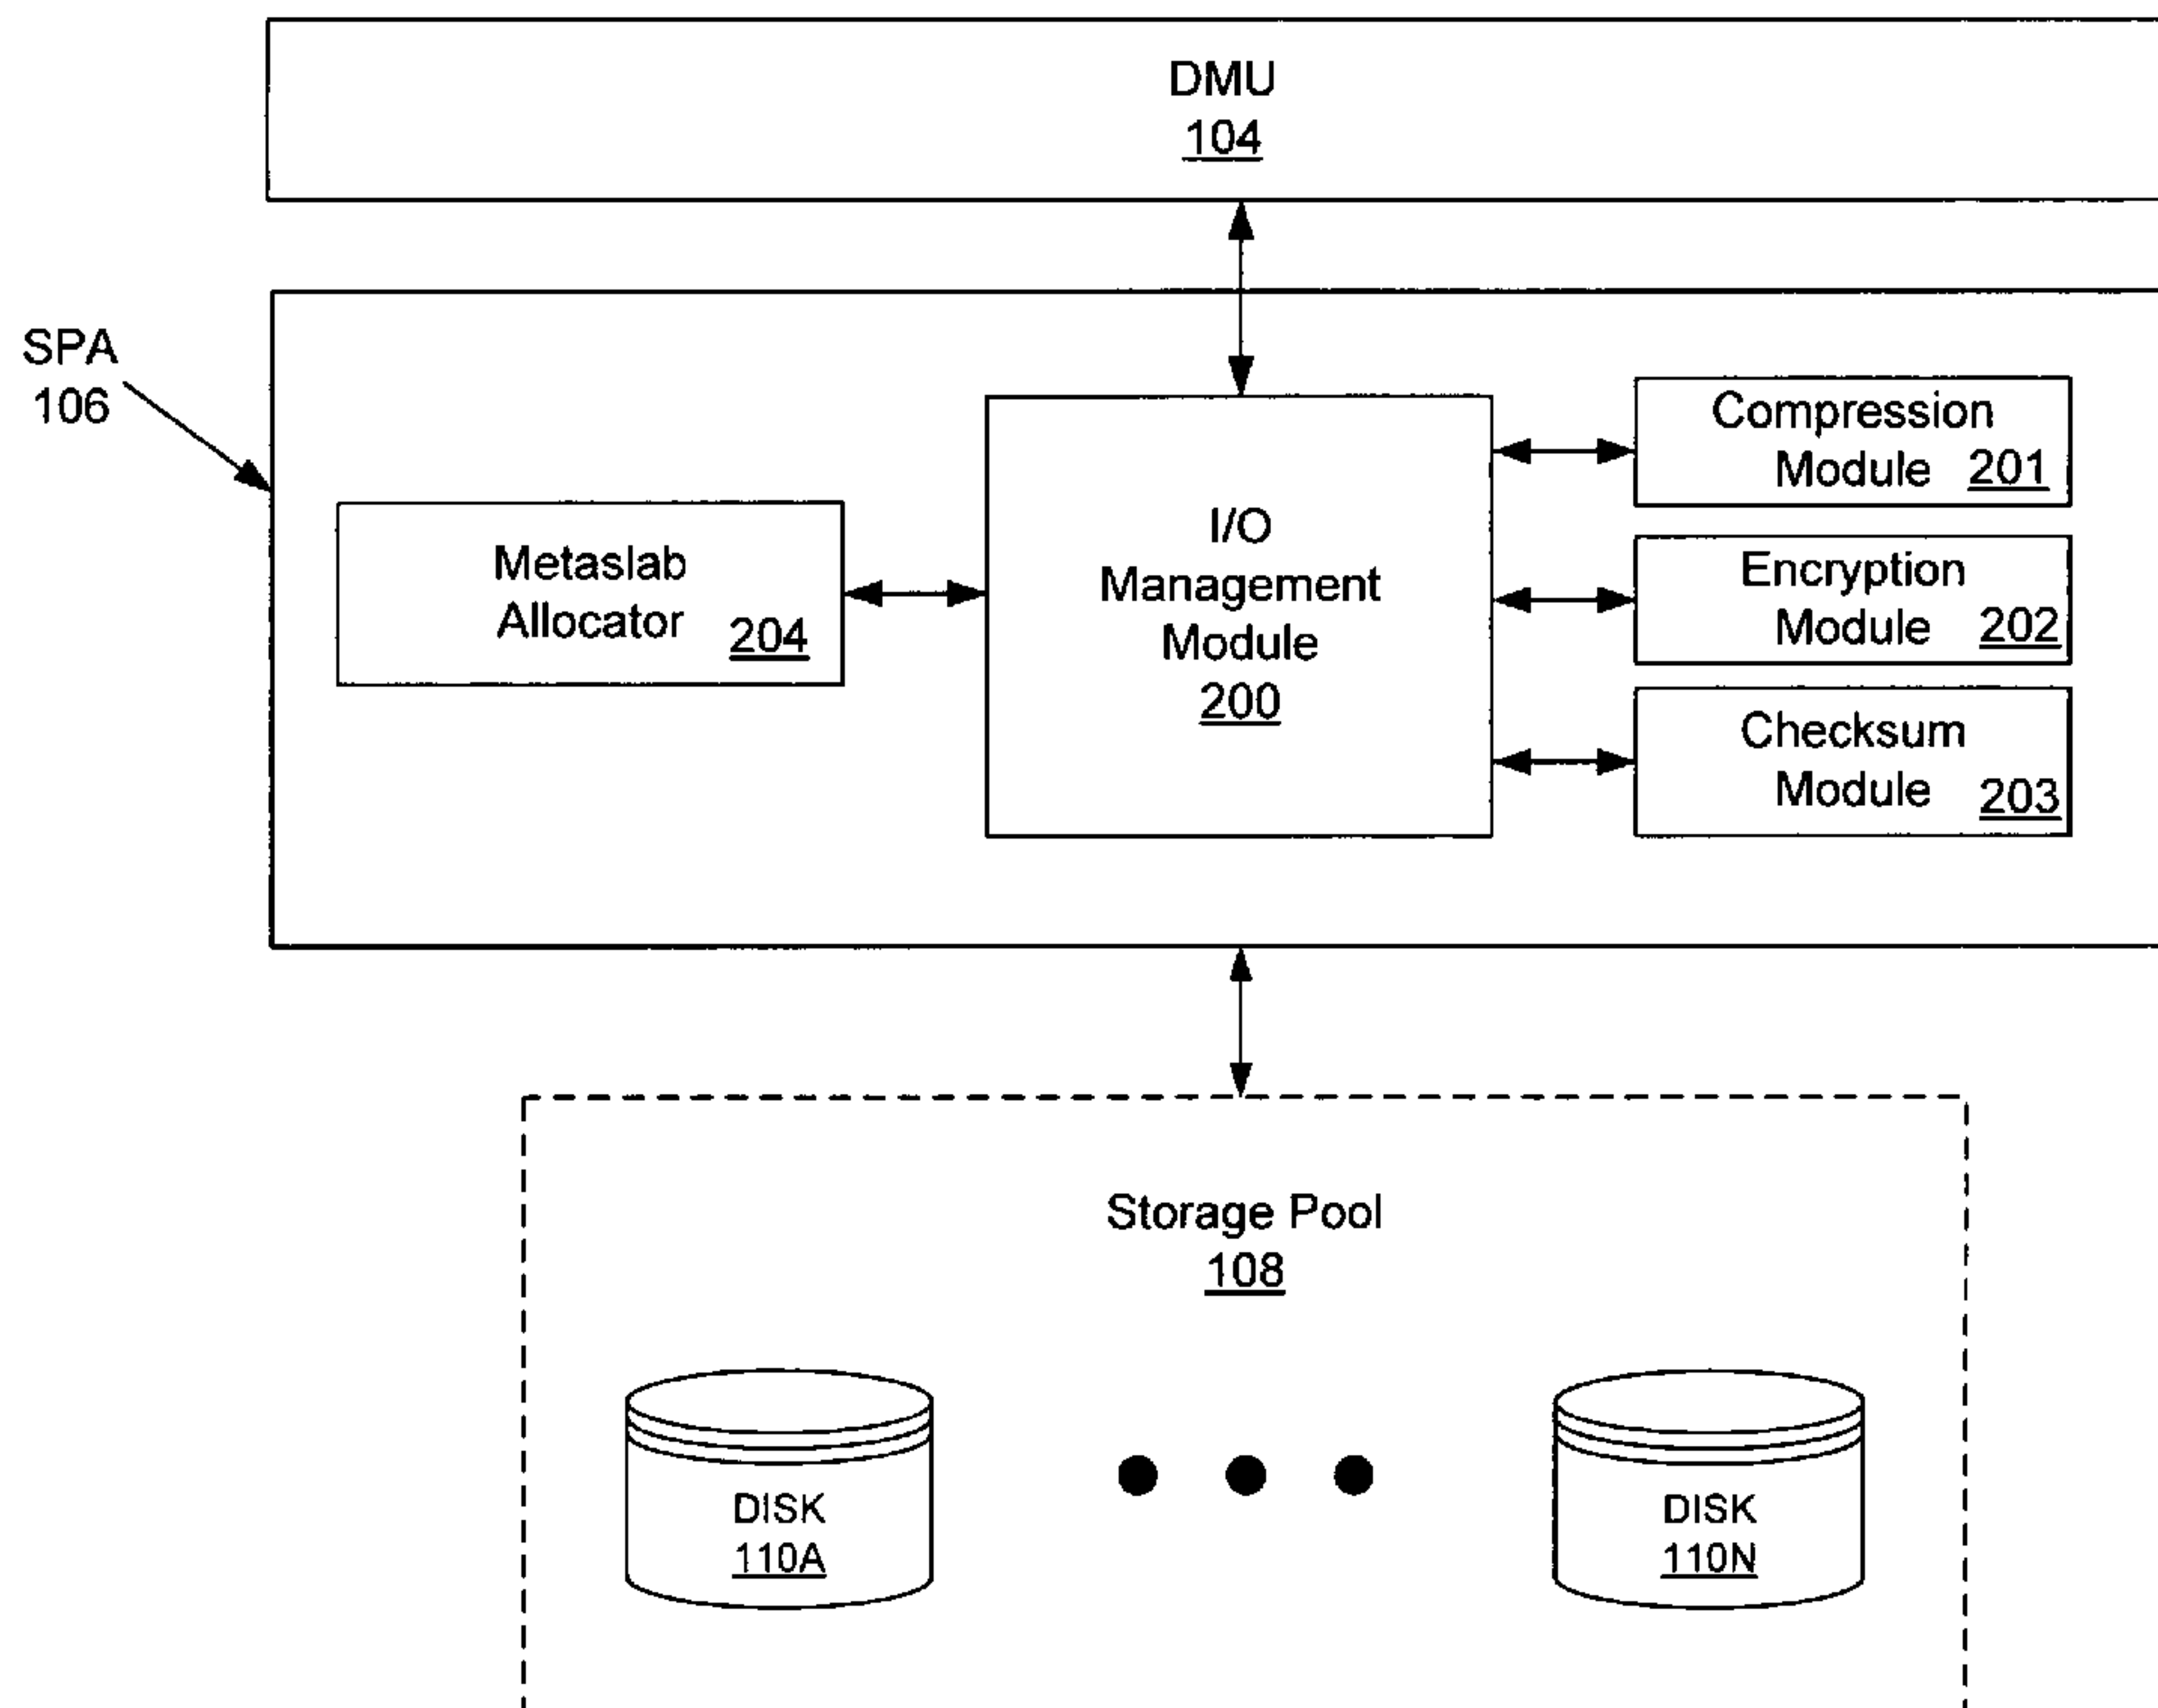 DMU
104
SPA
106
Compression
Module 201
I/O
Management
Module
200
Metaslab
Allocator 204
Encryption
Module 202
Checksum
Module 203
Storage Pool
108
DISK
110A
DISK
110N